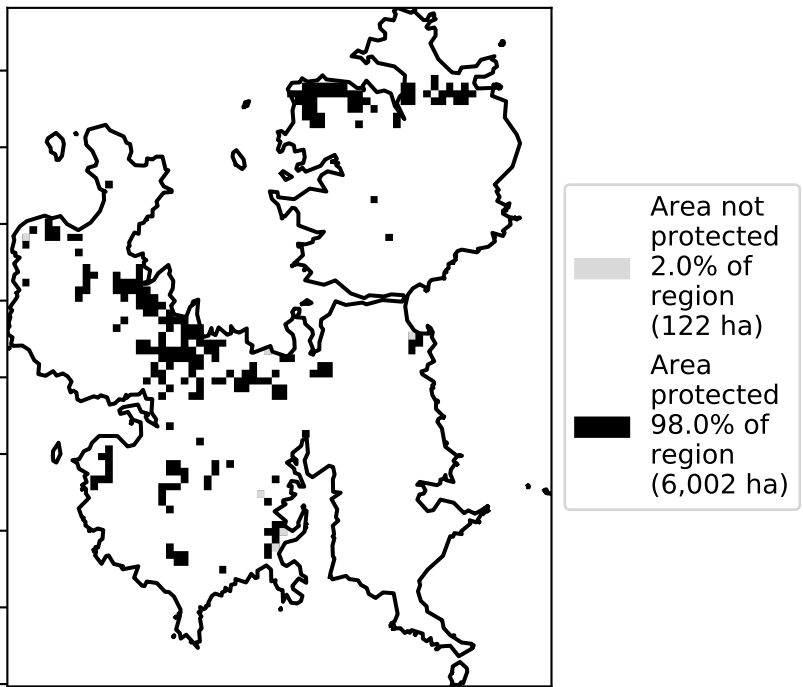 Area not
protected
2.0% of
region
(122 ha)
Area
protected
98.0% of
region
(6,002 ha)